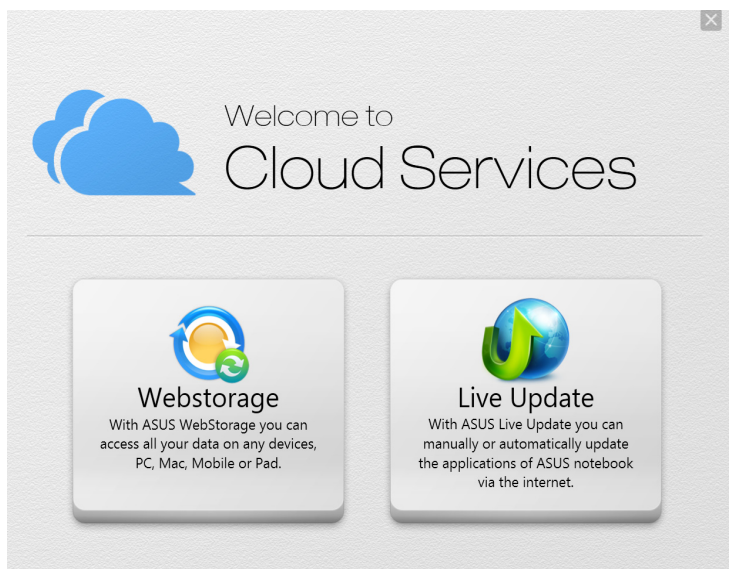 Welcome to
Cloud Services
Webstorage
With ASUS WebStorage you can
access all your data on any devices,
PC, Mac, Mobile or Pad.
Live Update
With ASUS Live Update you can
manually or automatically update
the applications of ASUS notebook
via the internet.